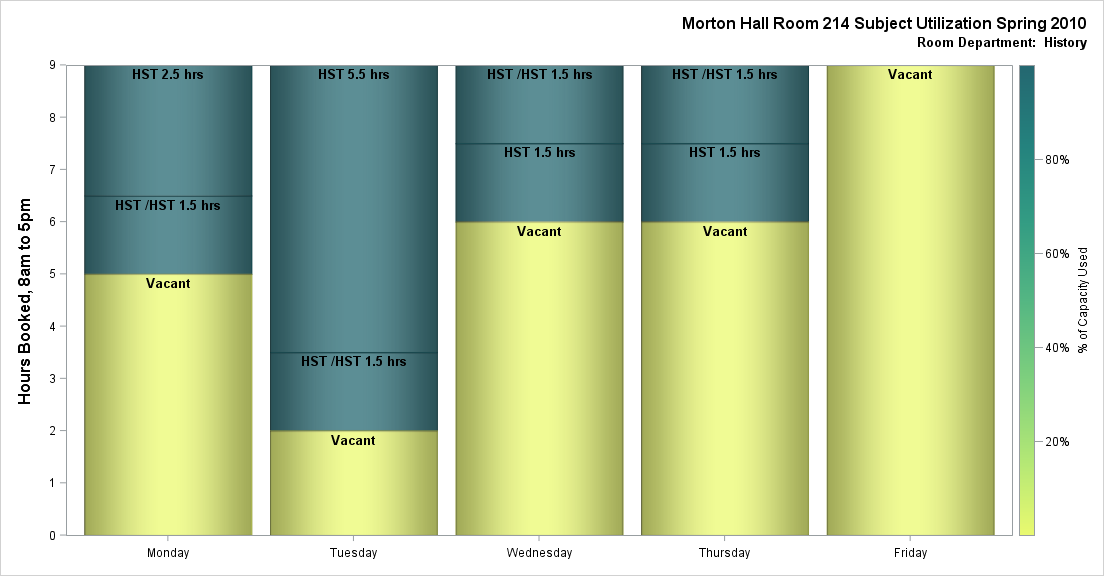 Morton Hall Room 214 Subject Utilization Spring 2010
Room Department: History
Hours Booked, 8am to 5pm
9
8
7
6
5
4
3
2
1
0
HST 2.5 hrs
HST /HST 1.5 hrs
Vacant
HST 5.5 hrs
HST /HST 1.5 hrs
Vacant
HST /HST 1.5 hrs
HST 1.5 hrs
Vacant
HST /HST 1.5 hrs
HST 1.5 hrs
Vacant
Vacant
Monday
Tuesday
Wednesday
Thursday
Friday
80%
60%
40%
20%
% of Capacity Used